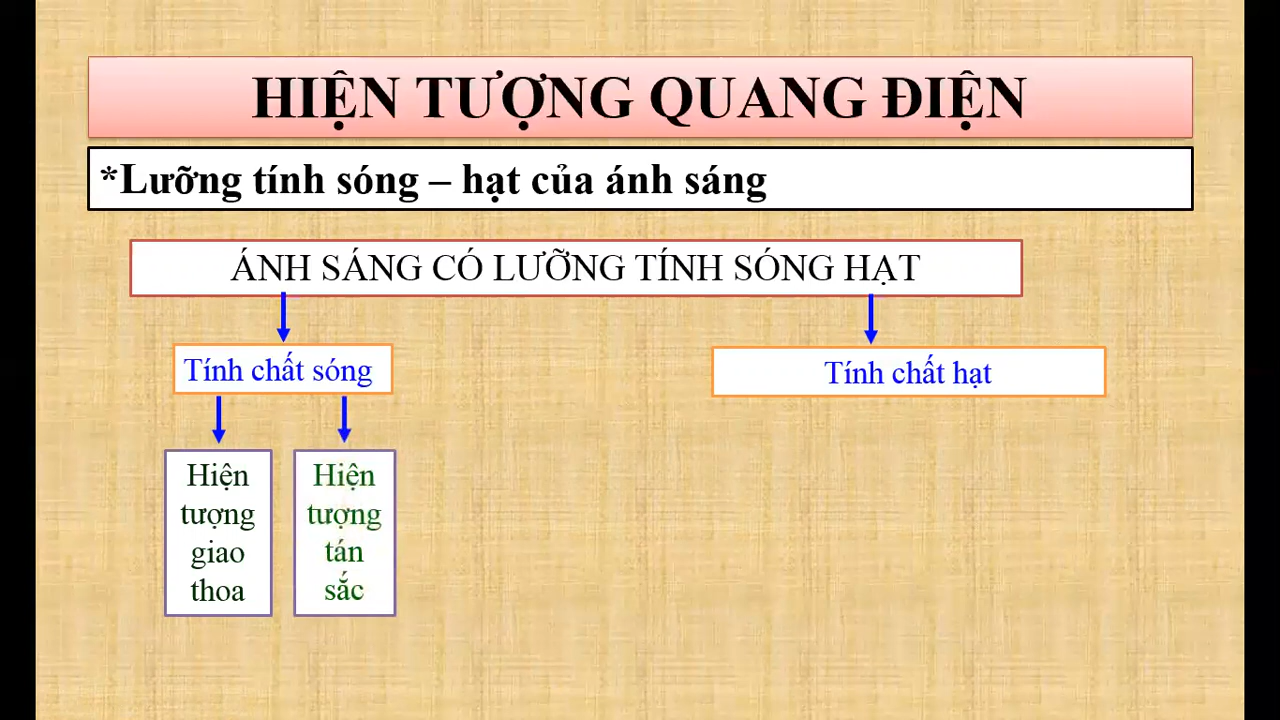 HIỆN TƯỢNG QUANG ĐIỆN
*Lưỡng tính sóng – hạt của ánh sáng
ÁNH SÁNG CÓ LƯỠNG TÍNH SÓNG HẠT
Tính chất sóng
Tính chất hạt
Hiện
tượng
giao
thoa
Hiện
tượng
tán
sắc